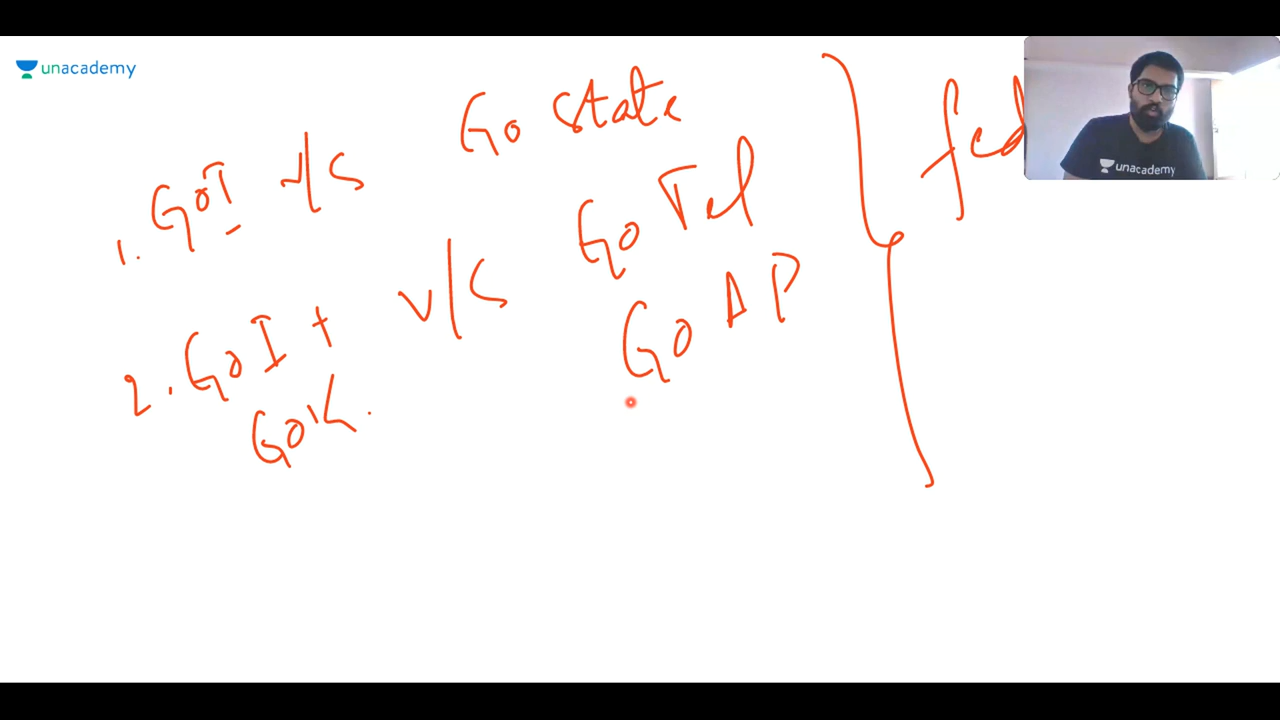 unacademy
1. GoI v/s Go State
2. GoI + GoK. v/s Go Tel
Go AP
fed
unacademy